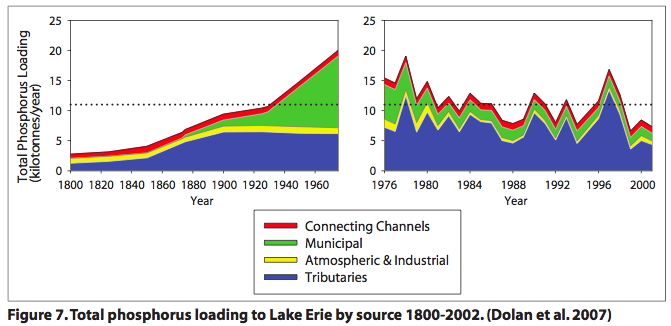 Total Phosphorus Loading
(kilotonnes/year)
25
20
15
10
5
0
1800 1820 1840 1860 1880 1900 1920 1940 1960
Year
25
20
15
10
5
0
1976 1980 1984 1988 1992 1996 2000
Year
Connecting Channels
Municipal
Atmospheric & Industrial
Tributaries
Figure 7. Total phosphorus loading to Lake Erie by source 1800-2002. (Dolan et al. 2007)